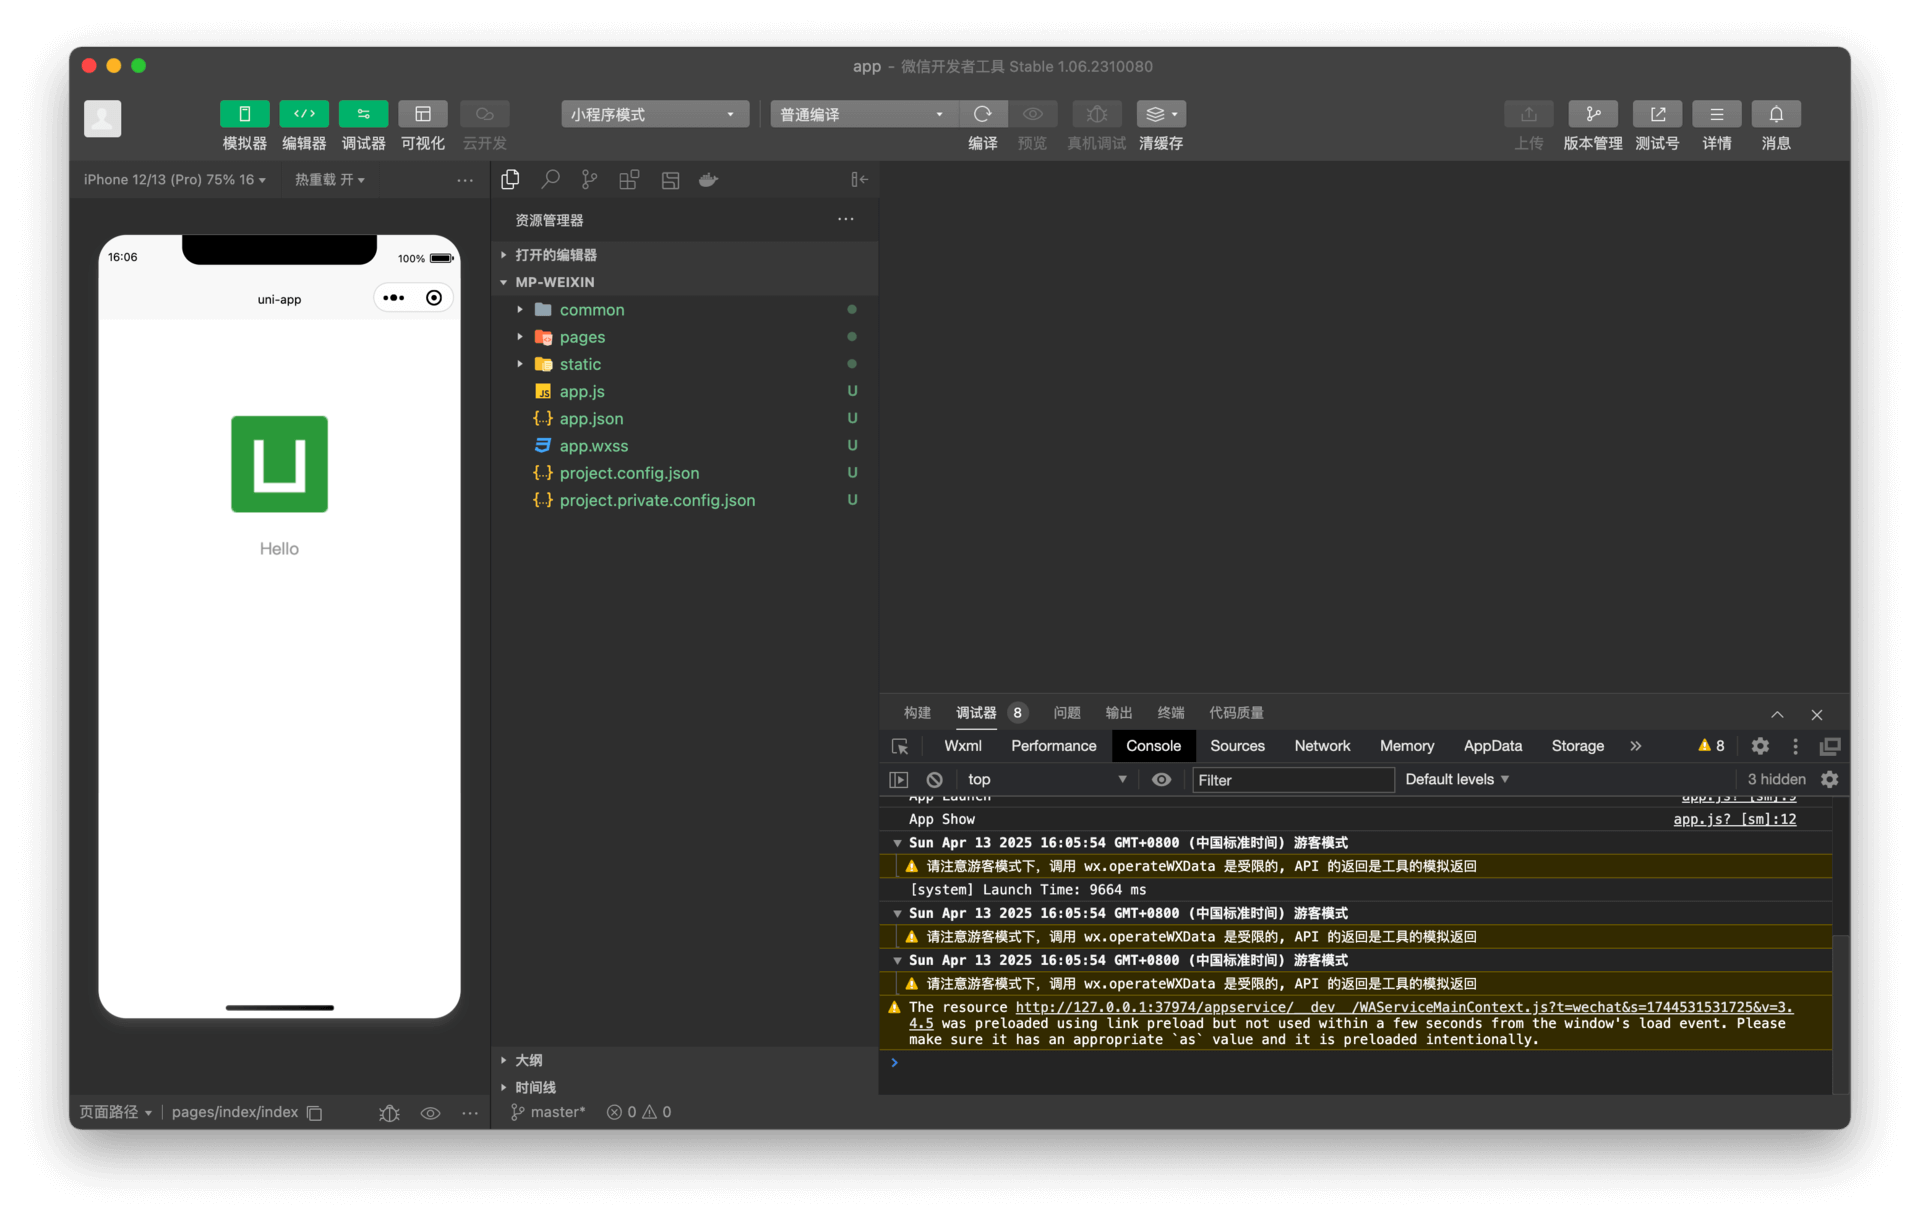 app - 微信开发者工具 Stable 1.06.2310080
模拟器 编辑器 调试器 可视化 云开发
小程序模式
普通编译
编译 预览 真机调试 清缓存
上传 版本管理 测试号 详情 消息
iPhone 12/13 (Pro) 75% 16
热重载 开
16:06
100%
uni-app
Hello
页面路径
pages/index/index
资源管理器
打开的编辑器
MP-WEIXIN
common
pages
static
JS app.js U
{..} app.json U
app.wxss U
{..} project.config.json U
{..} project.private.config.json U
大纲
时间线
master* 0 0
构建 调试器 8 问题 输出 终端 代码质量
Wxml Performance Console Sources Network Memory AppData Storage 8
top Filter Default levels 3 hidden
App Launch app.js? [sm]:9
App Show app.js? [sm]:12
Sun Apr 13 2025 16:05:54 GMT+0800 (中国标准时间) 游客模式
请注意游客模式下, 调用 wx.operateWXData 是受限的, API 的返回是工具的模拟返回
[system] Launch Time: 9664 ms
Sun Apr 13 2025 16:05:54 GMT+0800 (中国标准时间) 游客模式
请注意游客模式下, 调用 wx.operateWXData 是受限的, API 的返回是工具的模拟返回
Sun Apr 13 2025 16:05:54 GMT+0800 (中国标准时间) 游客模式
请注意游客模式下, 调用 wx.operateWXData 是受限的, API 的返回是工具的模拟返回
The resource http://127.0.0.1:37974/appservice/__dev__/WAServiceMainContext.js?t=wechat&s=1744531531725&v=3.
4.5 was preloaded using link preload but not used within a few seconds from the window's load event. Please
make sure it has an appropriate `as` value and it is preloaded intentionally.